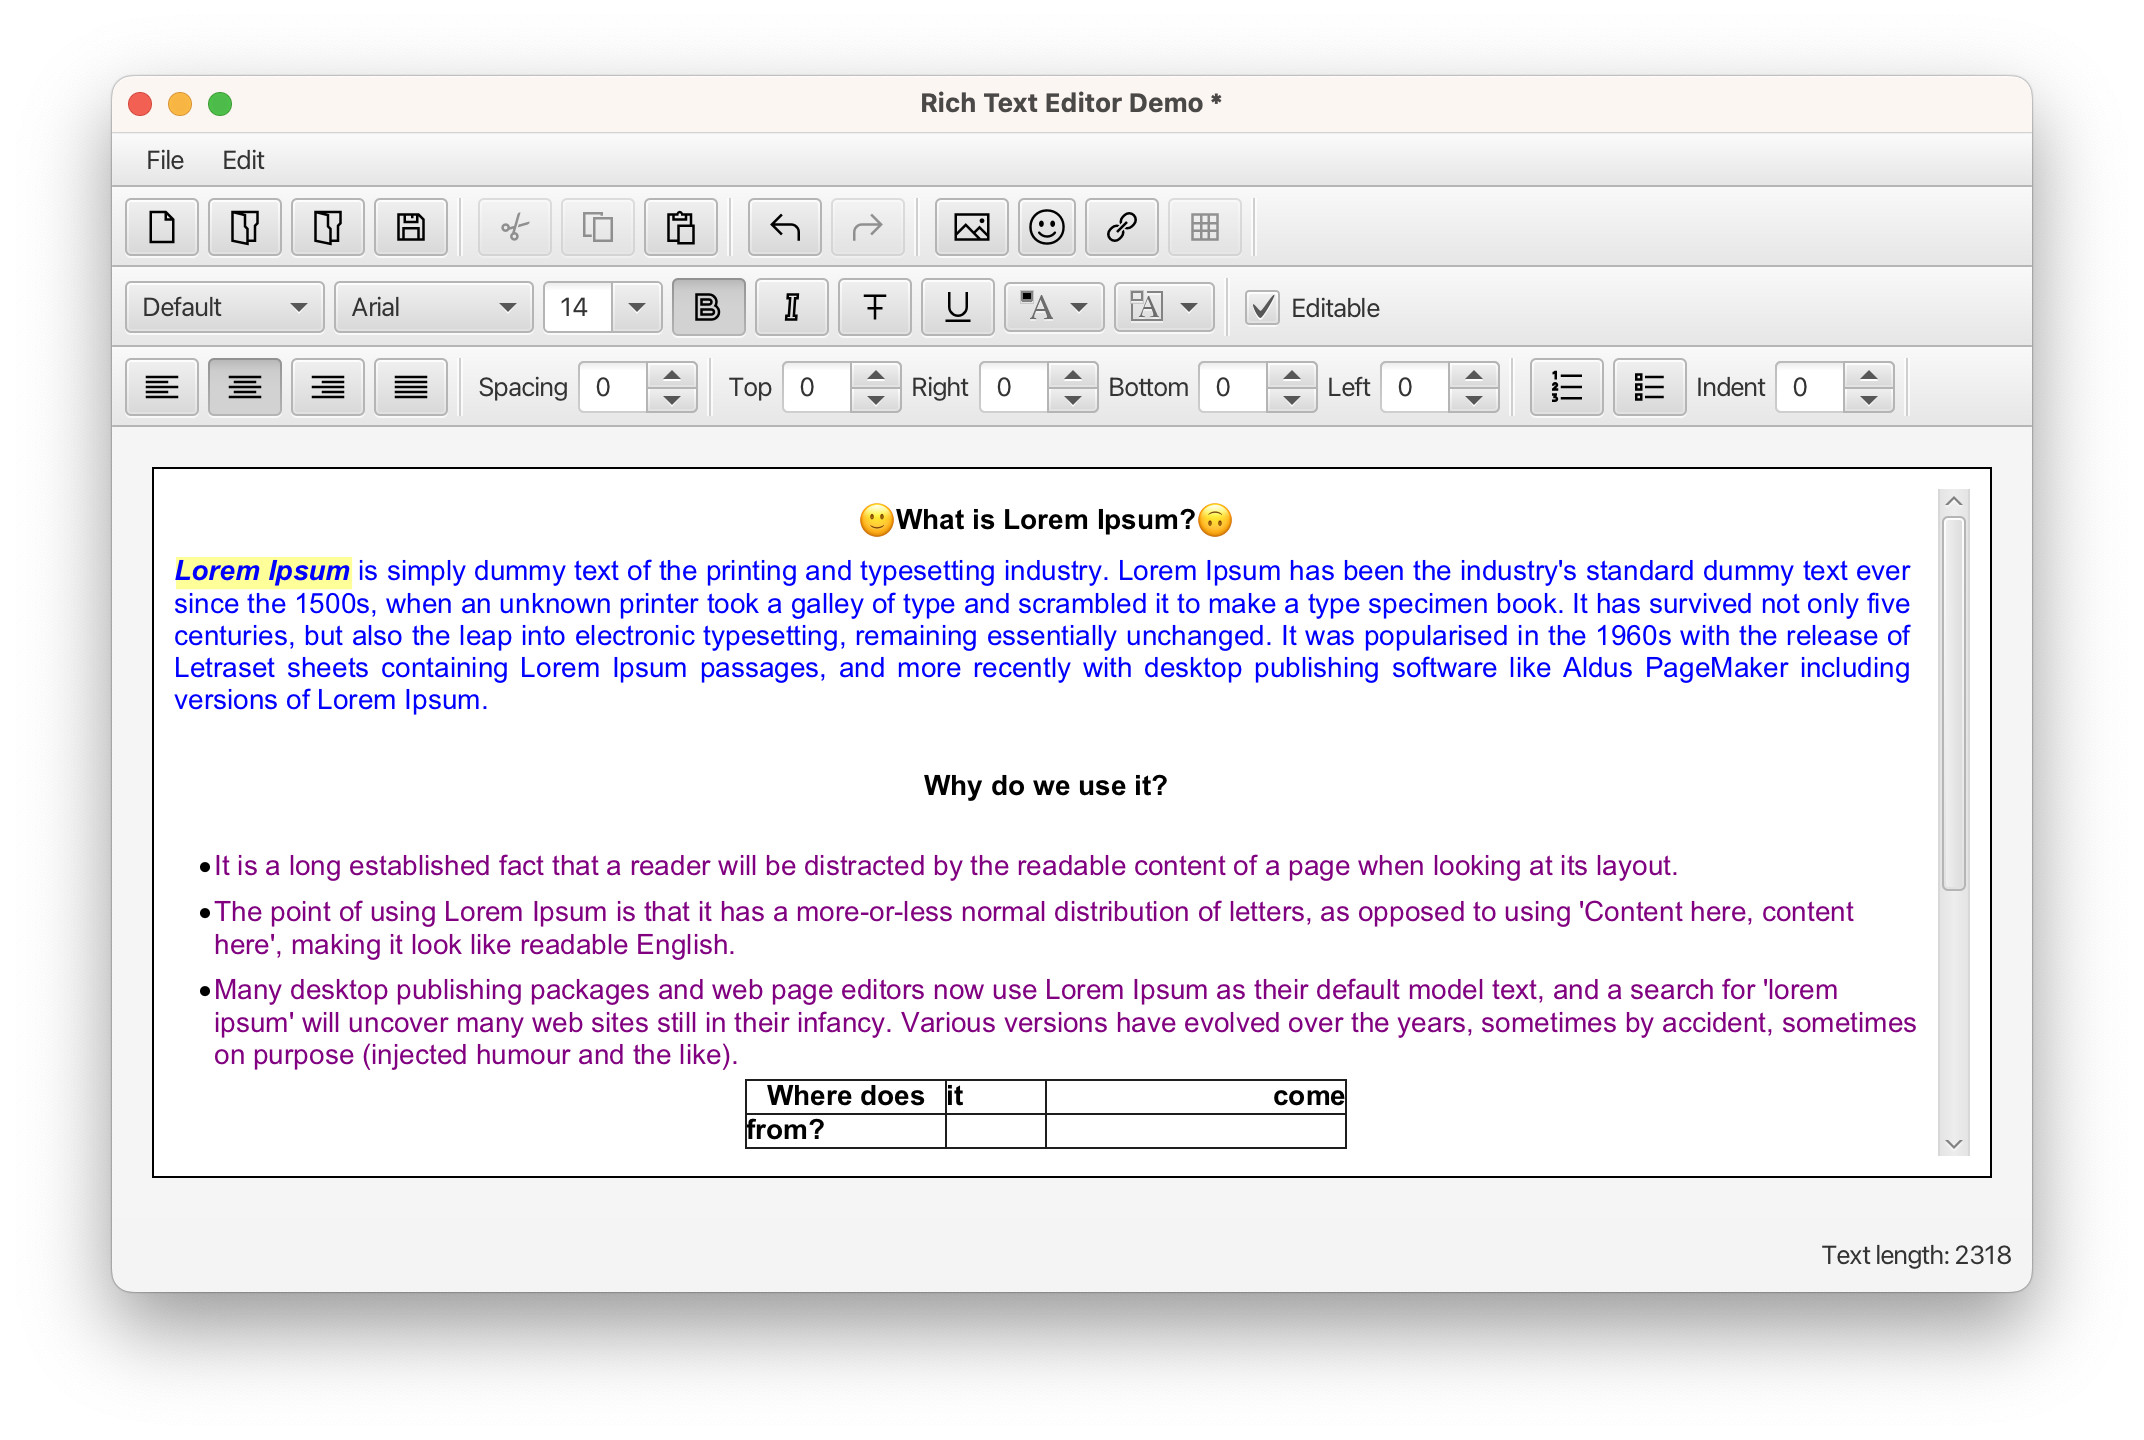 Rich Text Editor Demo *
File Edit
Default Arial 14 B I T U A A Editable
Spacing 0 Top 0 Right 0 Bottom 0 Left 0 Indent 0
🙂What is Lorem Ipsum?🙃
Lorem Ipsum is simply dummy text of the printing and typesetting industry. Lorem Ipsum has been the industry's standard dummy text ever
since the 1500s, when an unknown printer took a galley of type and scrambled it to make a type specimen book. It has survived not only five
centuries, but also the leap into electronic typesetting, remaining essentially unchanged. It was popularised in the 1960s with the release of
Letraset sheets containing Lorem Ipsum passages, and more recently with desktop publishing software like Aldus PageMaker including
versions of Lorem Ipsum.
Why do we use it?
•It is a long established fact that a reader will be distracted by the readable content of a page when looking at its layout.
•The point of using Lorem Ipsum is that it has a more-or-less normal distribution of letters, as opposed to using 'Content here, content
here', making it look like readable English.
•Many desktop publishing packages and web page editors now use Lorem Ipsum as their default model text, and a search for 'lorem
ipsum' will uncover many web sites still in their infancy. Various versions have evolved over the years, sometimes by accident, sometimes
on purpose (injected humour and the like).
Where does it come
from?
Text length: 2318